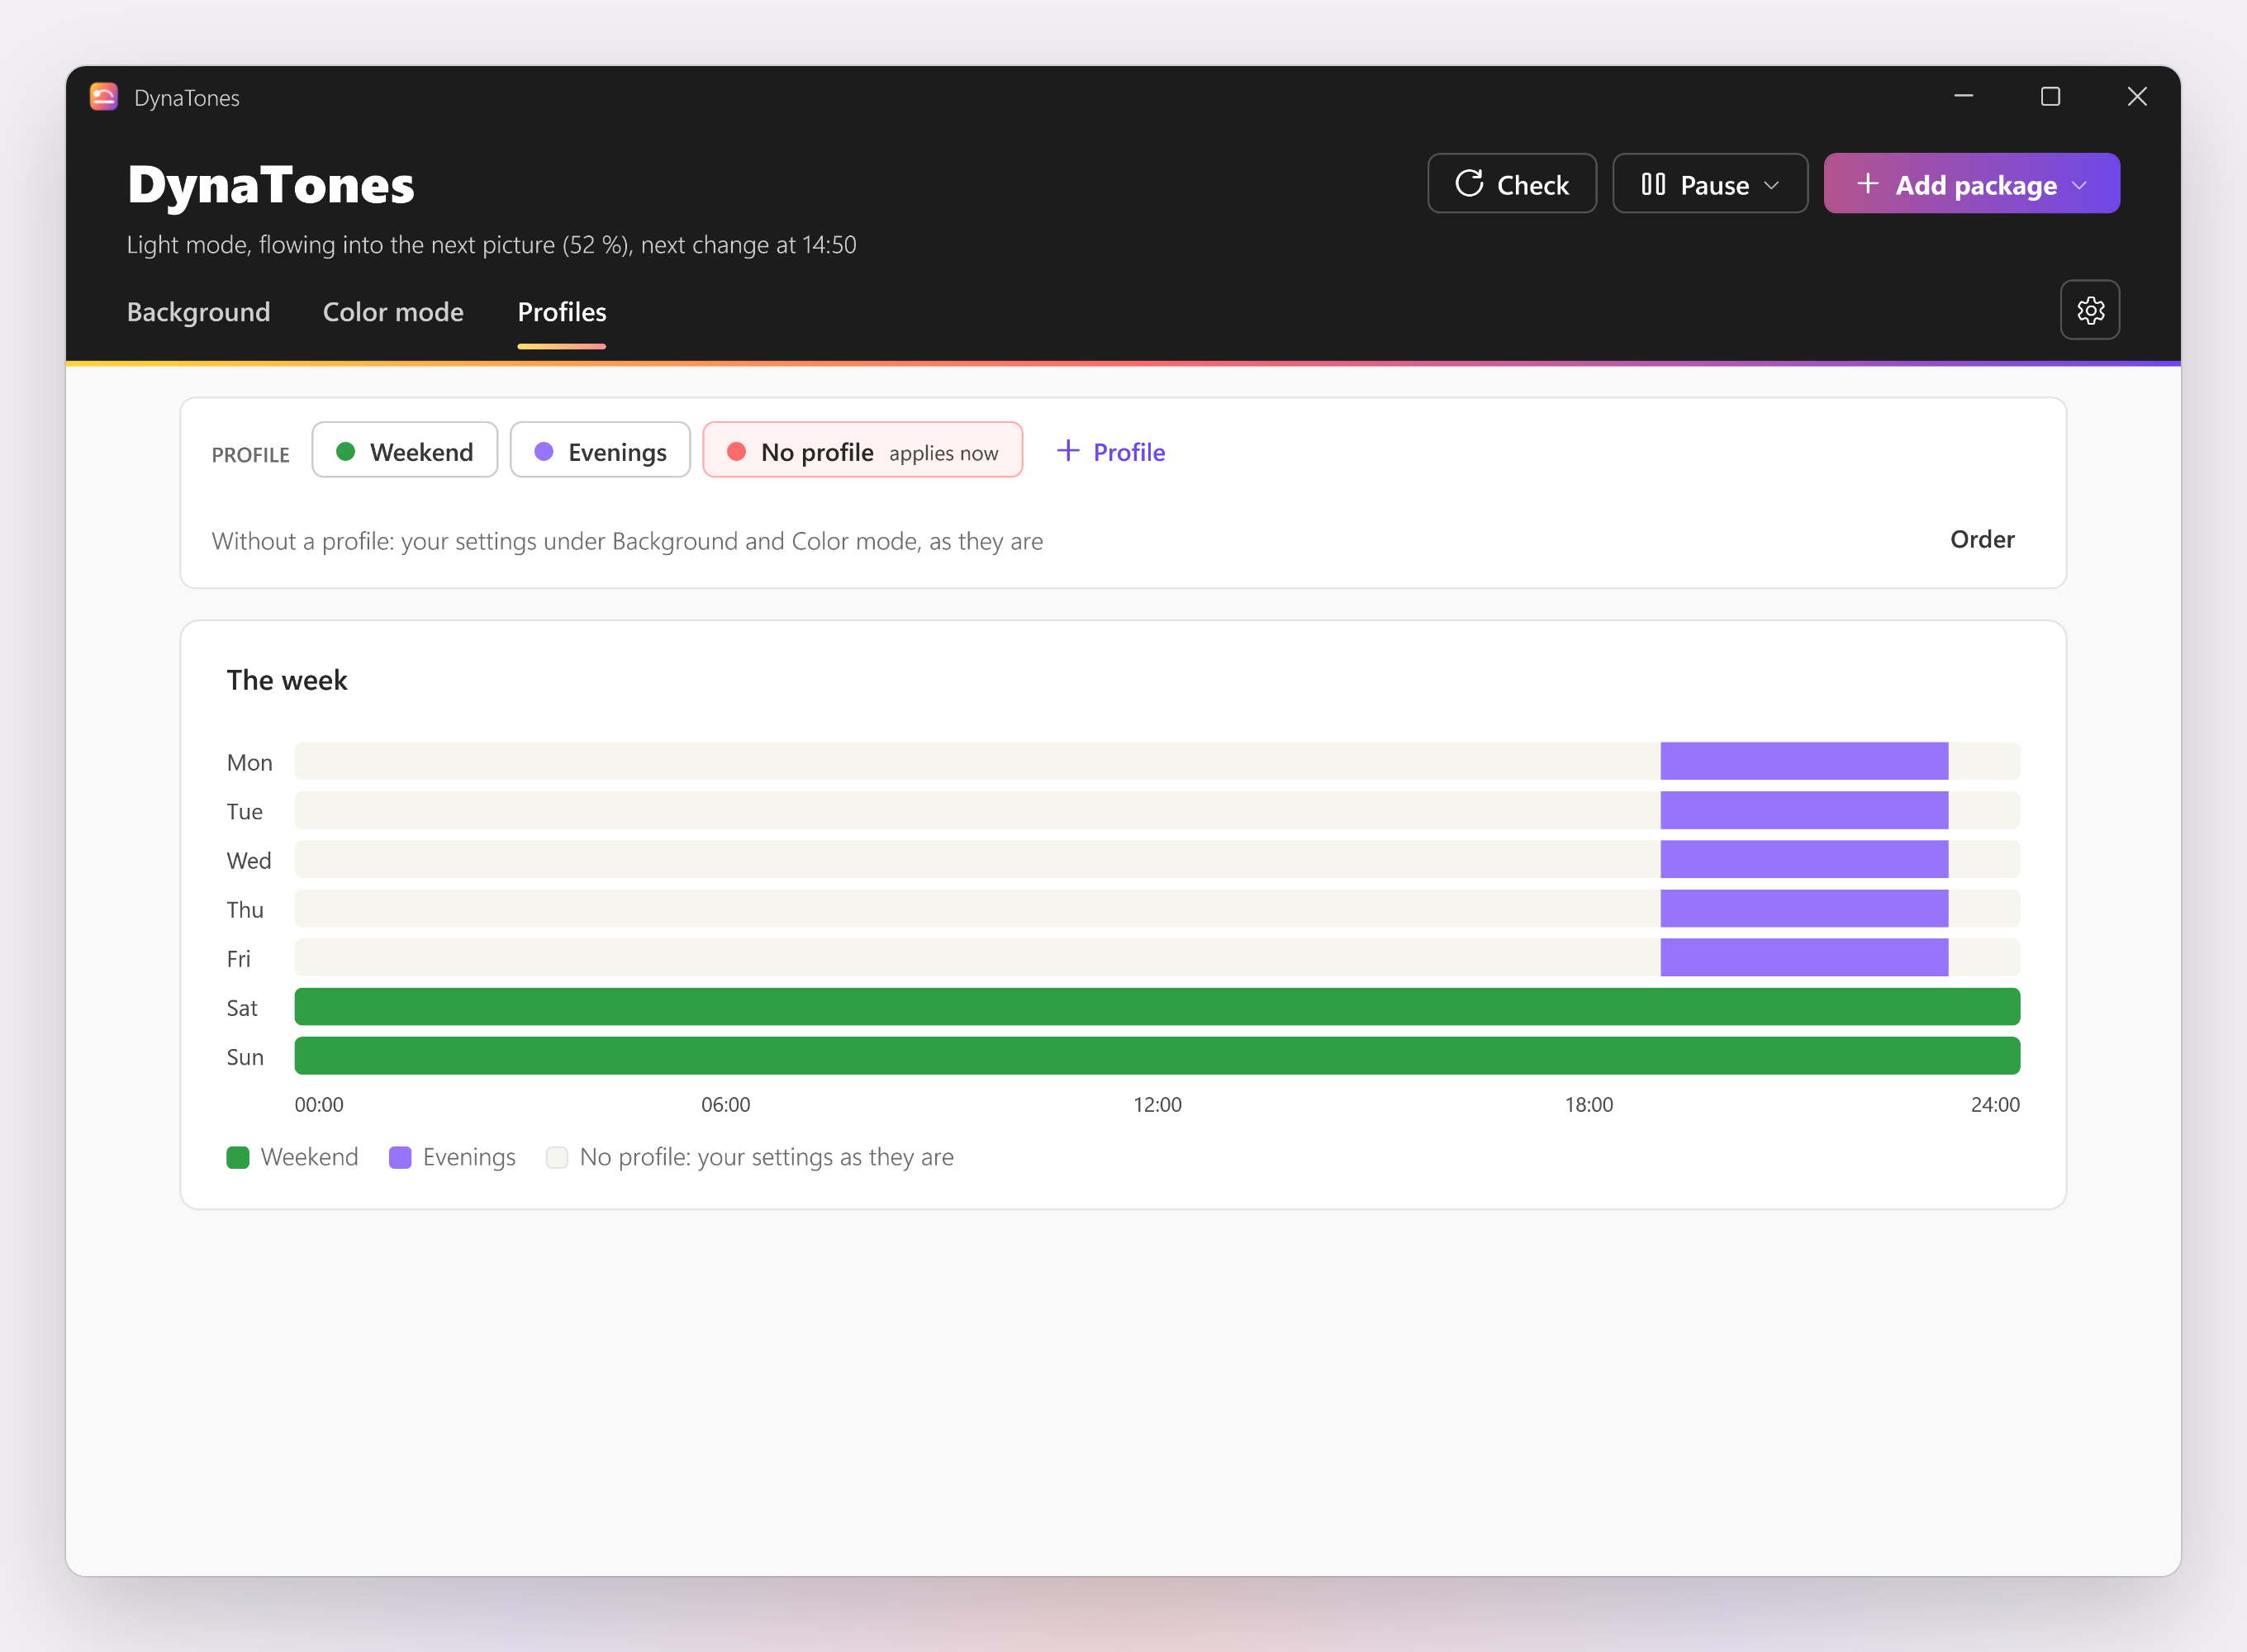 DynaTones
DynaTones
Check
Pause
Add package
Light mode, flowing into the next picture (52 %), next change at 14:50
Background
Color mode
Profiles
PROFILE
Weekend
Evenings
No profile applies now
Profile
Without a profile: your settings under Background and Color mode, as they are
Order
The week
Mon
Tue
Wed
Thu
Fri
Sat
Sun
00:00 06:00 12:00 18:00 24:00
Weekend Evenings No profile: your settings as they are